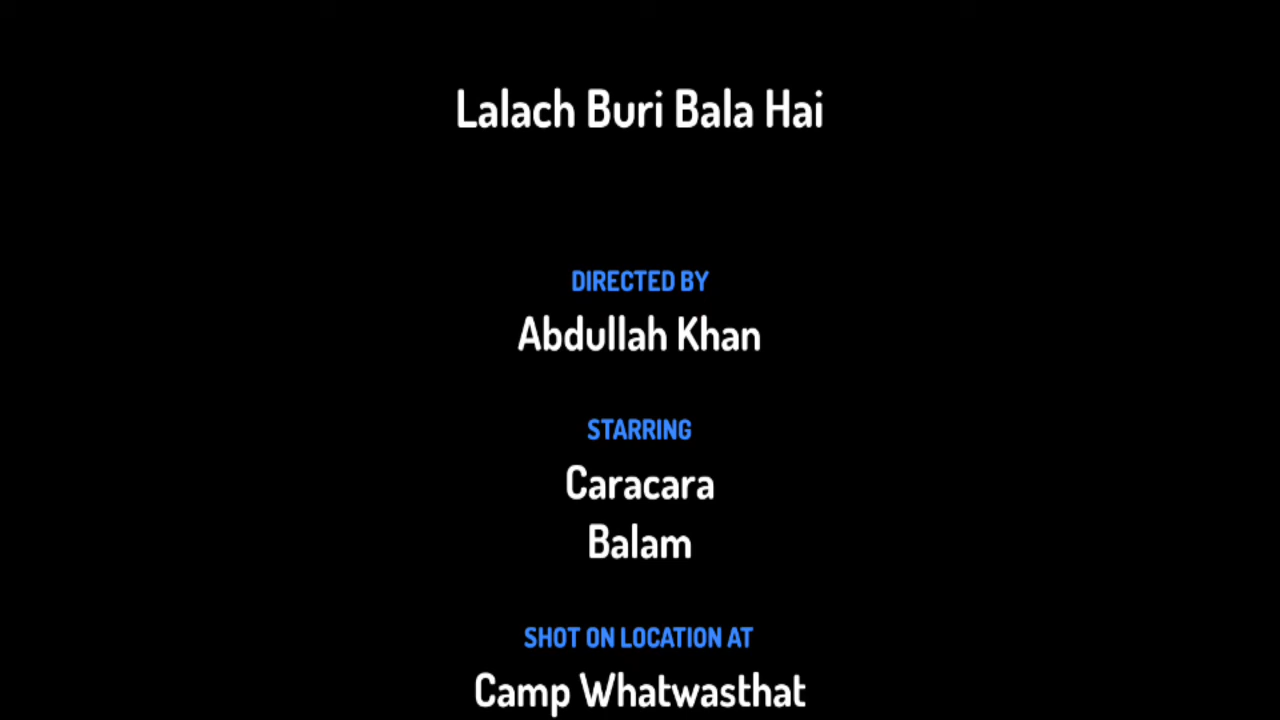 Lalach Buri Bala Hai
DIRECTED BY
Abdullah Khan
STARRING
Caracara
Balam
SHOT ON LOCATION AT
Camp Whatwasthat